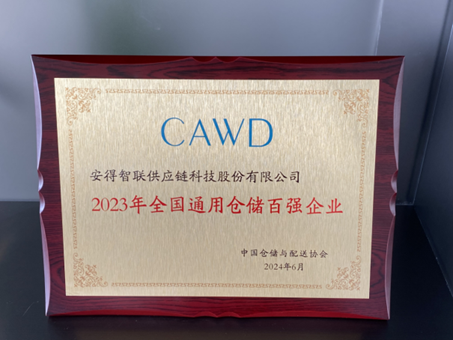 CAWD
安得智联供应链科技股份有限公司
2023年全国通用仓储百强企业
中国仓储与配送协会
2024年6月